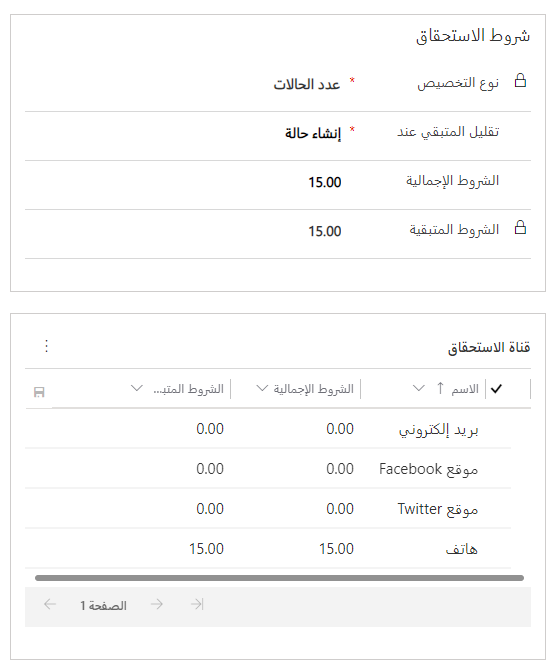 شروط الاستحقاق
نوع التخصيص * عدد الحالات
تقليل المتبقي عند * إنشاء حالة
الشروط الإجمالية 15.00
الشروط المتبقية 15.00
قناة الاستحقاق
الاسم ↑ الشروط الإجمالية الشروط المتب...
بريد إلكتروني 0.00 0.00
موقع Facebook 0.00 0.00
موقع Twitter 0.00 0.00
هاتف 15.00 15.00
الصفحة 1